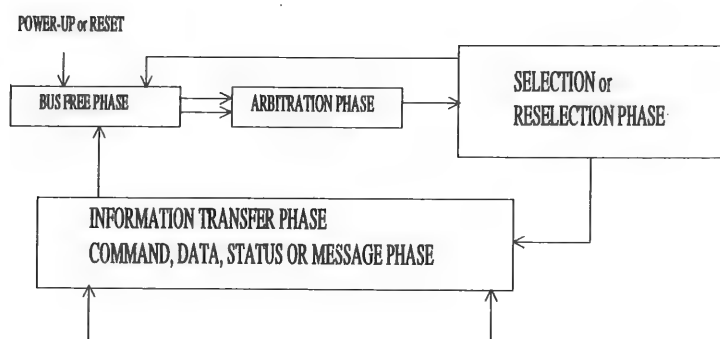 POWER-UP or RESET
BUS FREE PHASE
ARBITRATION PHASE
SELECTION or
RESELECTION PHASE
INFORMATION TRANSFER PHASE
COMMAND, DATA, STATUS OR MESSAGE PHASE